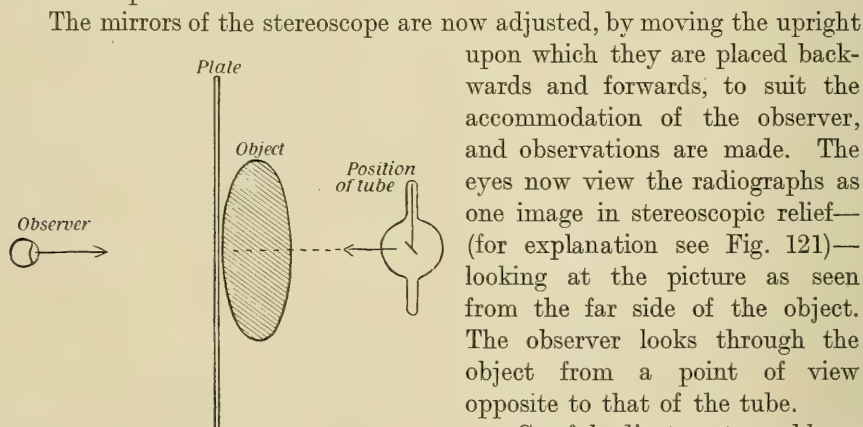 The mirrors of the stereoscope are now adjusted, by moving the upright
upon which they are placed back-
wards and forwards, to suit the
accommodation of the observer,
and observations are made. The
eyes now view the radiographs as
one image in stereoscopic relief—
(for explanation see Fig. 121)—
looking at the picture as seen
from the far side of the object.
The observer looks through the
object from a point of view
opposite to that of the tube.
Plate
Object
Position
of tube
Observer